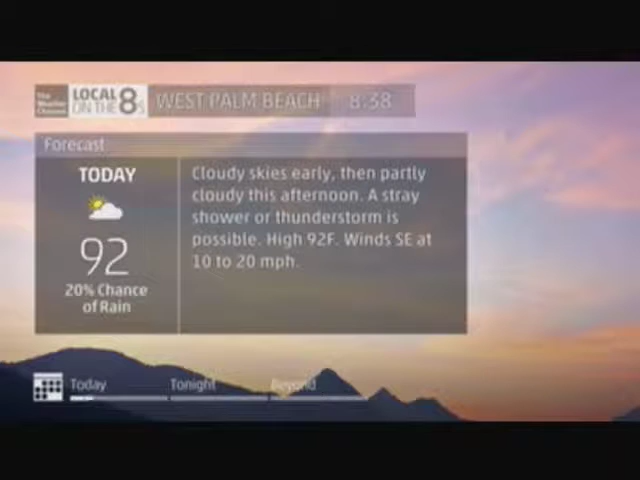 The
Weather
Channel
LOCAL
ON THE 8s
WEST PALM BEACH 8:38
Forecast
TODAY
92
20% Chance
of Rain
Cloudy skies early, then partly
cloudy this afternoon. A stray
shower or thunderstorm is
possible. High 92F. Winds SE at
10 to 20 mph.
Today Tonight Beyond